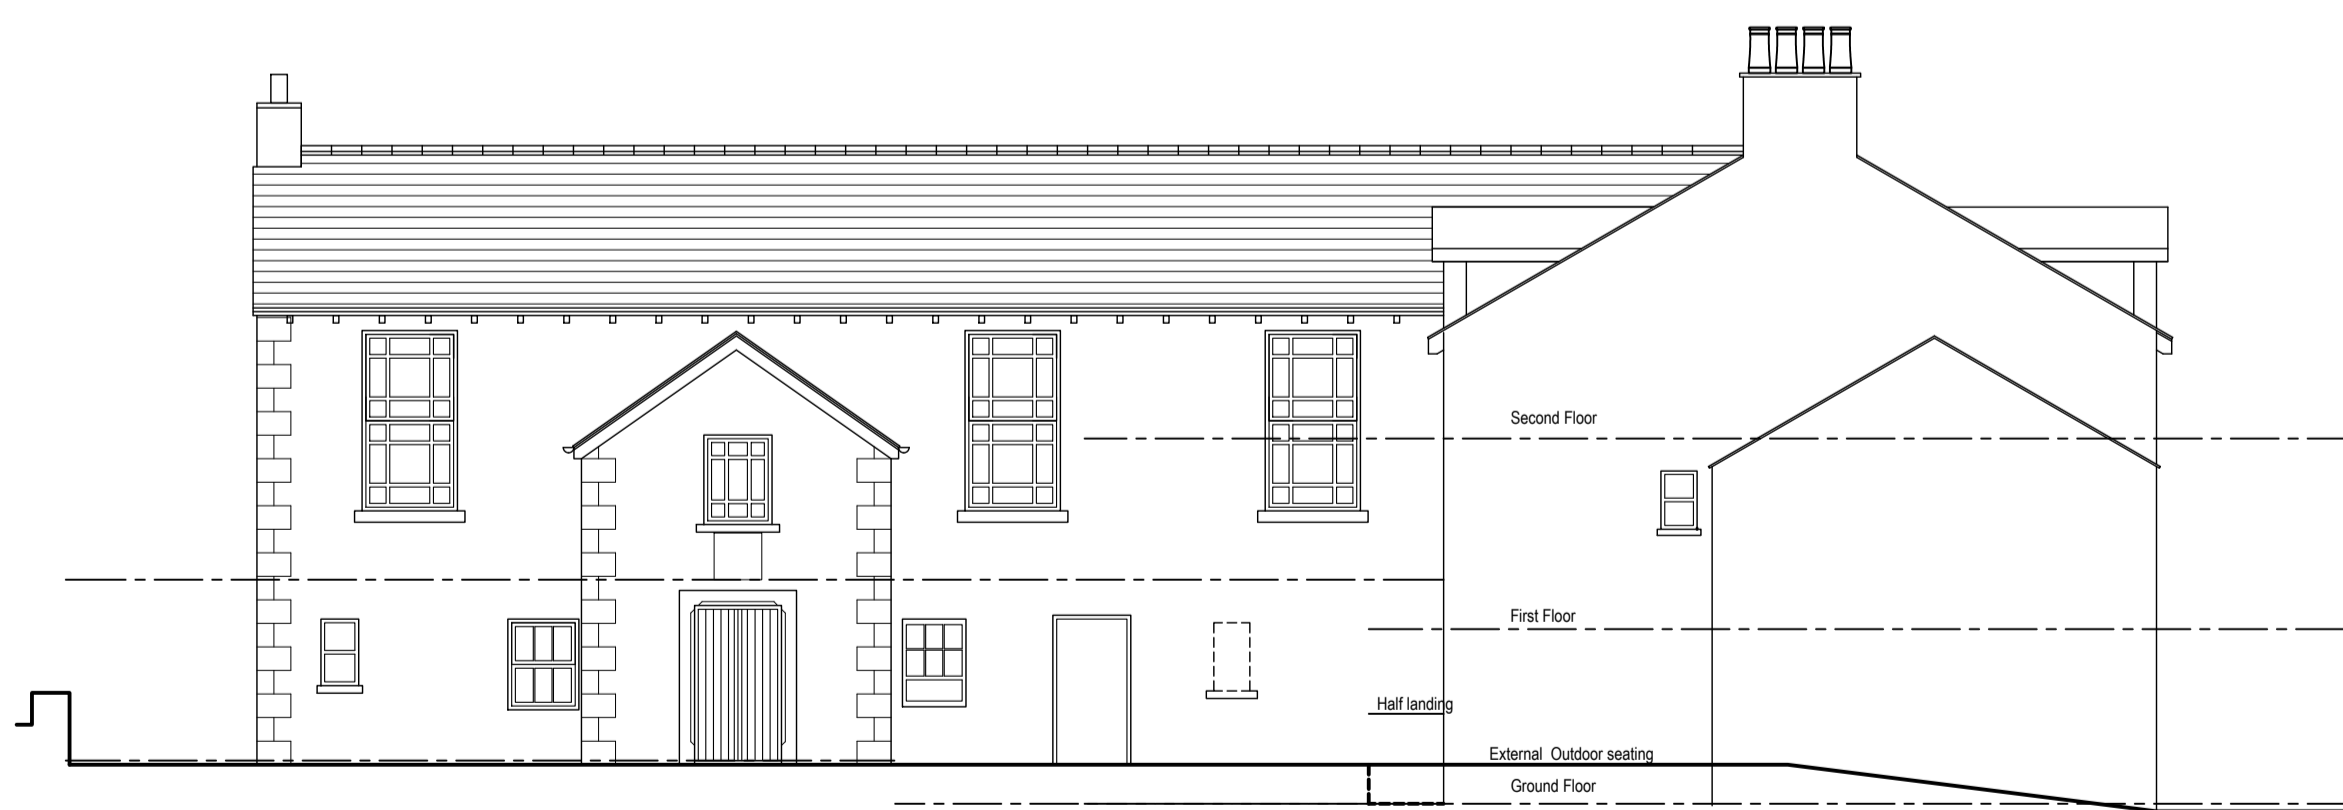 Second Floor
First Floor
Half landing
External Outdoor seating
Ground Floor